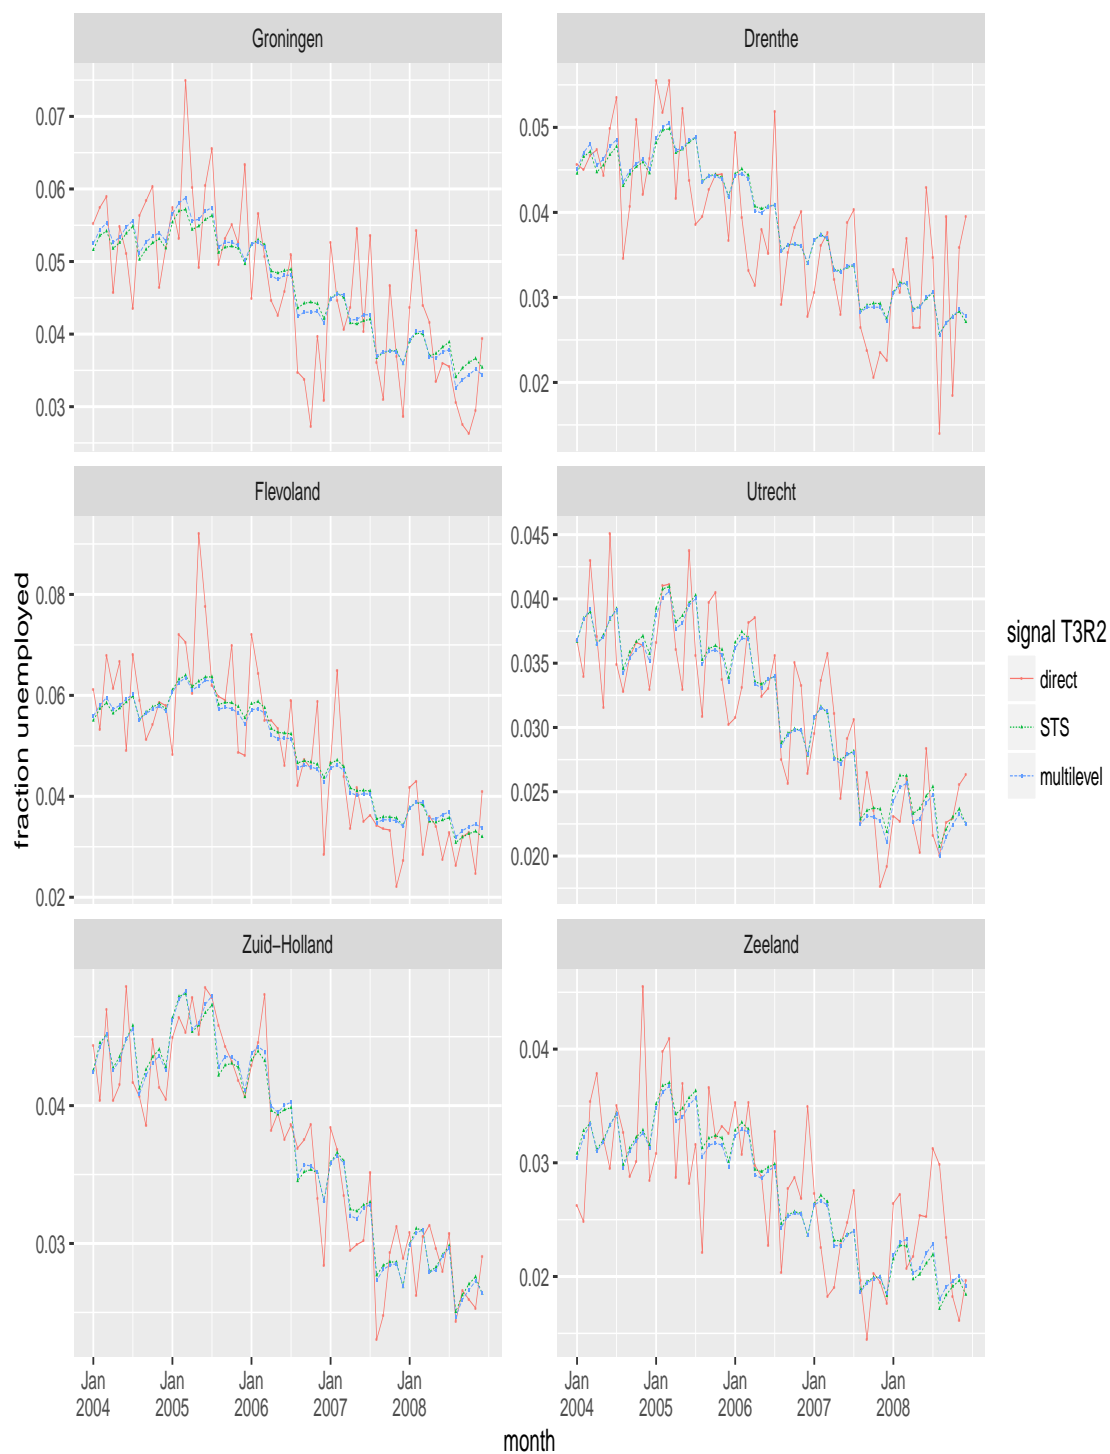 Groningen
Drenthe
0.07
0.06
0.05
0.04
0.03
0.05
0.04
0.03
0.02
Flevoland
Utrecht
fraction unemployed
0.08
0.06
0.04
0.02
0.045
0.040
0.035
0.030
0.025
0.020
signal T3R2
direct
STS
multilevel
Zuid−Holland
Zeeland
0.04
0.03
0.04
0.03
0.02
Jan
2004
Jan
2005
Jan
2006
Jan
2007
Jan
2008
Jan
2004
Jan
2005
Jan
2006
Jan
2007
Jan
2008
month